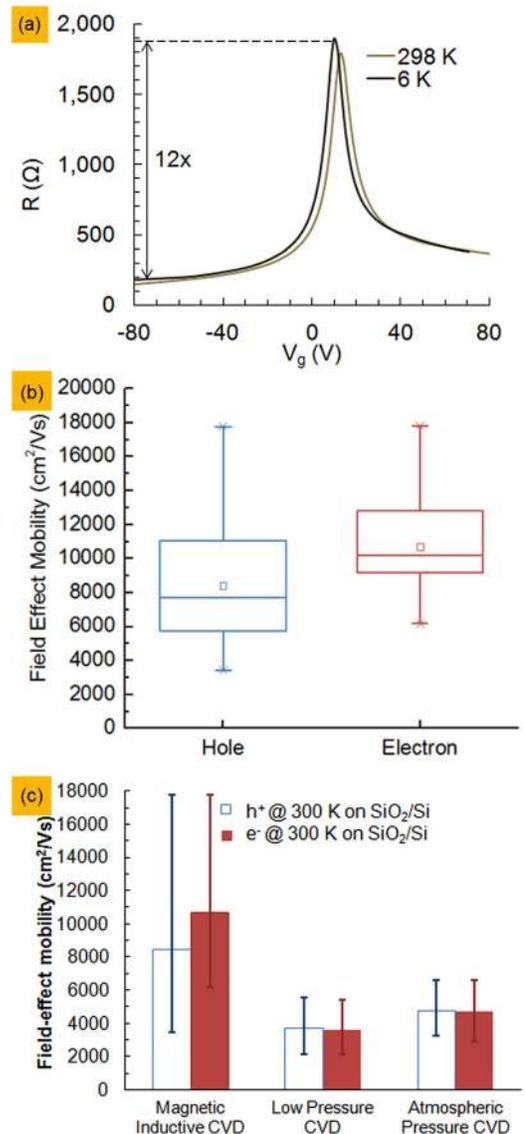 (a)
2,000
1,500
1,000
500
0
R (Ω)
12x
298 K
6 K
-80
-40
0
40
80
Vg (V)
(b)
20000
18000
16000
14000
12000
10000
8000
6000
4000
2000
0
Field Effect Mobility (cm²/Vs)
Hole
Electron
(c)
18000
16000
14000
12000
10000
8000
6000
4000
2000
0
Field-effect mobility (cm²/Vs)
h⁺ @ 300 K on SiO₂/Si
e⁻ @ 300 K on SiO₂/Si
Magnetic
Inductive CVD
Low Pressure
CVD
Atmospheric
Pressure CVD